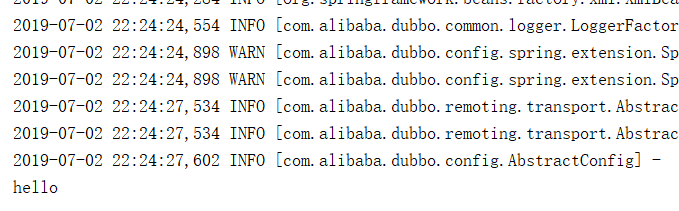 2019-07-02 22:24:24,284 INFO [org.springframework.beans.factory.xml.XmlBea
2019-07-02 22:24:24,554 INFO [com.alibaba.dubbo.common.logger.LoggerFactor
2019-07-02 22:24:24,898 WARN [com.alibaba.dubbo.config.spring.extension.Sp
2019-07-02 22:24:24,898 WARN [com.alibaba.dubbo.config.spring.extension.Sp
2019-07-02 22:24:27,534 INFO [com.alibaba.dubbo.remoting.transport.Abstrac
2019-07-02 22:24:27,534 INFO [com.alibaba.dubbo.remoting.transport.Abstrac
2019-07-02 22:24:27,602 INFO [com.alibaba.dubbo.config.AbstractConfig] -
hello